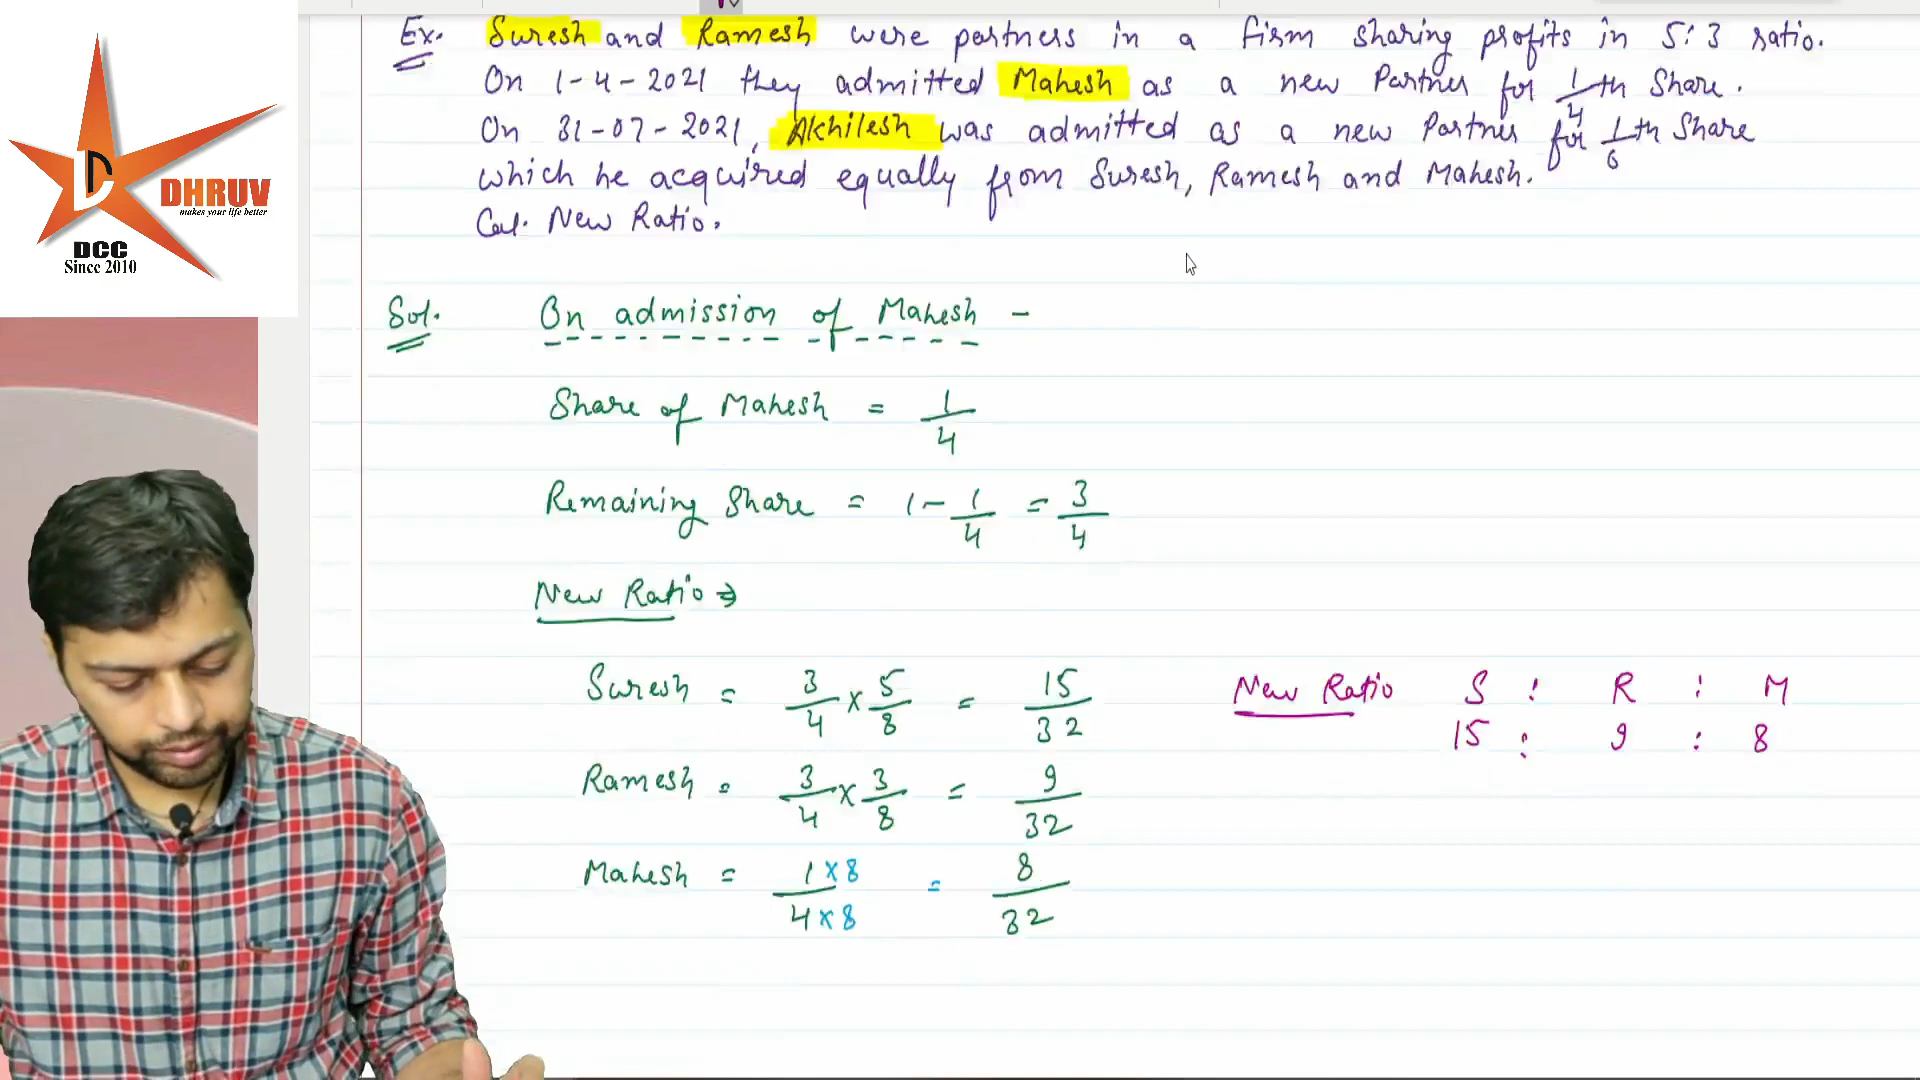 Ex. Suresh and Ramesh were partners in a firm sharing profits in 5:3 ratio.
On 1-4-2021 they admitted Mahesh as a new Partner for 1/4th Share.
On 31-07-2021, Akhilesh was admitted as a new Partner for 1/6th Share
which he acquired equally from Suresh, Ramesh and Mahesh.
Cal. New Ratio.
DHRUV
makes your life better
DCC
Since 2010
Sol. On admission of Mahesh -
Share of Mahesh = 1/4
Remaining Share = 1 - 1/4 = 3/4
New Ratio →
Suresh = 3/4 x 5/8 = 15/32
Ramesh = 3/4 x 3/8 = 9/32
Mahesh = 1x8/4x8 = 8/32
New Ratio S : R : M
15 : 9 : 8